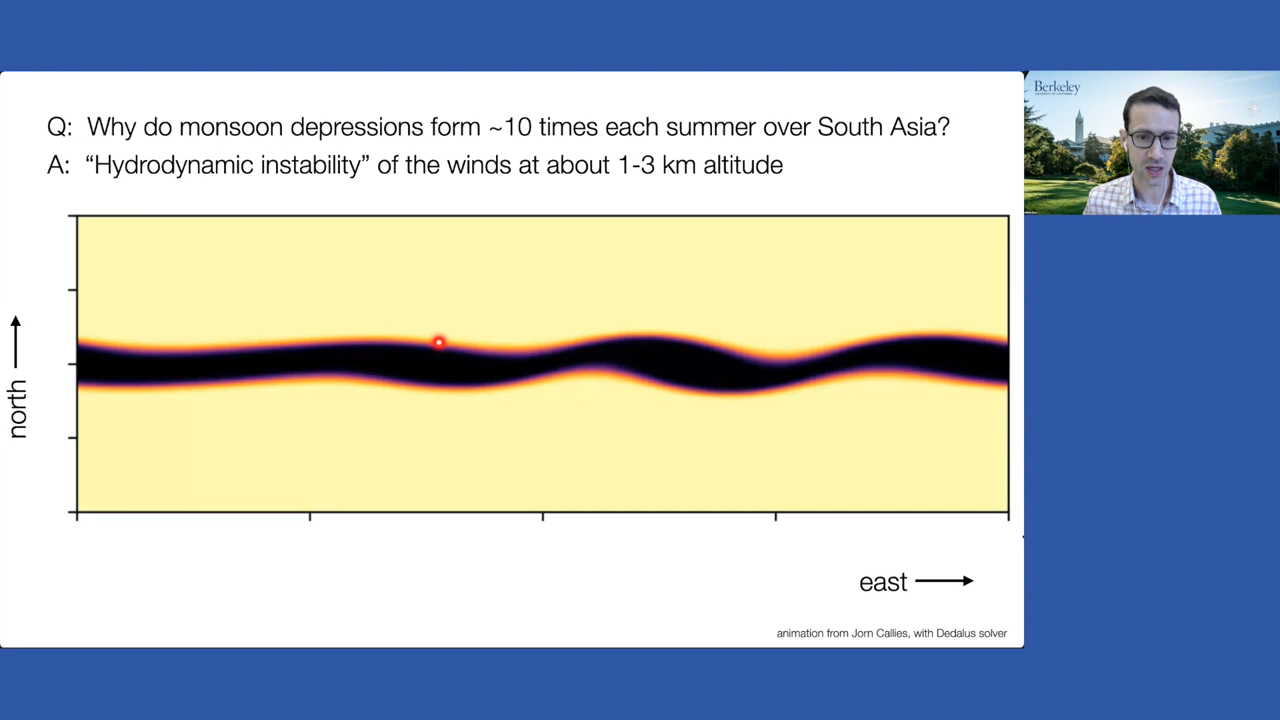 Q: Why do monsoon depressions form ~10 times each summer over South Asia?
A: “Hydrodynamic instability” of the winds at about 1-3 km altitude
north
east
animation from Jorn Callies, with Dedalus solver
Berkeley